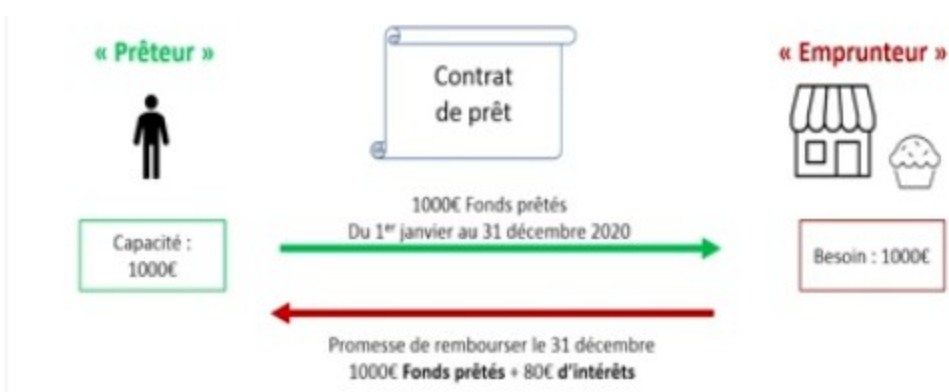 « Prêteur »
Contrat
de prêt
« Emprunteur »
1000€ Fonds prêtés
Du 1er janvier au 31 décembre 2020
Capacité :
1000€
Besoin : 1000€
Promesse de rembourser le 31 décembre
1000€ Fonds prêtés + 80€ d'intérêts